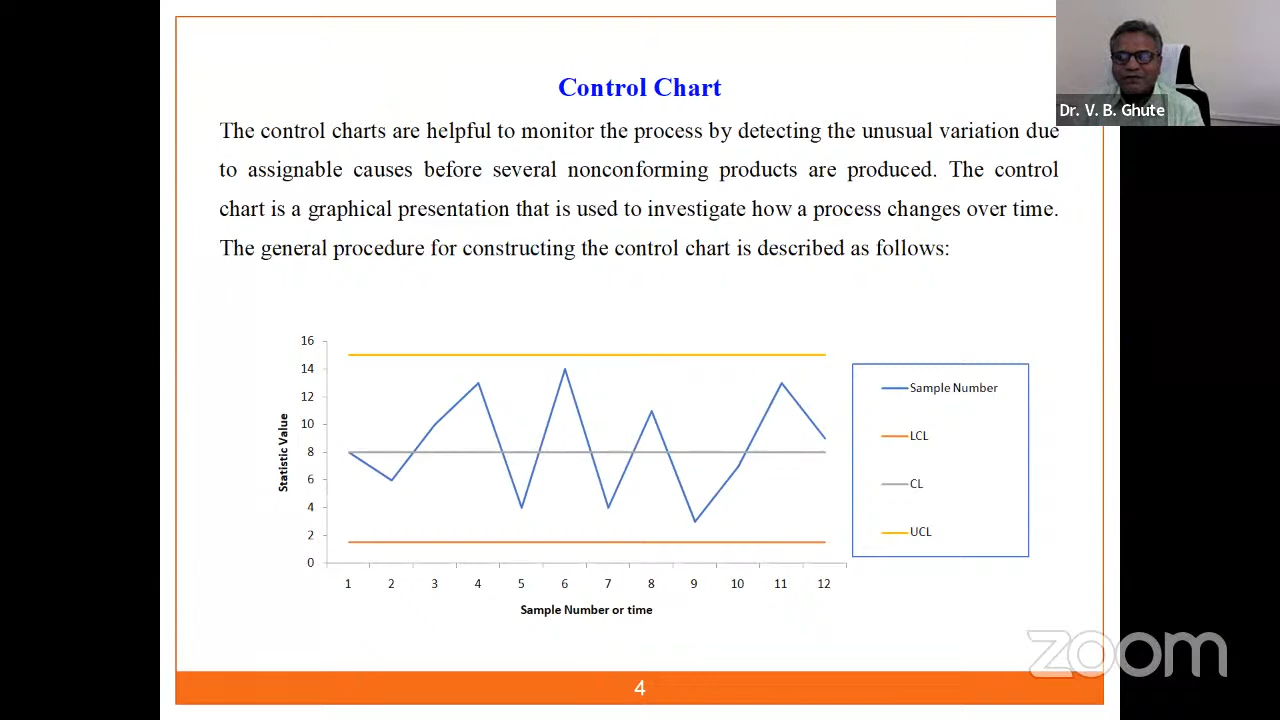 Control Chart
The control charts are helpful to monitor the process by detecting the unusual variation due
to assignable causes before several nonconforming products are produced. The control
chart is a graphical presentation that is used to investigate how a process changes over time.
The general procedure for constructing the control chart is described as follows:
Dr. V. B. Ghute
16
14
12
10
8
6
4
2
0
Statistic Value
1 2 3 4 5 6 7 8 9 10 11 12
Sample Number or time
Sample Number
LCL
CL
UCL
zoom
4